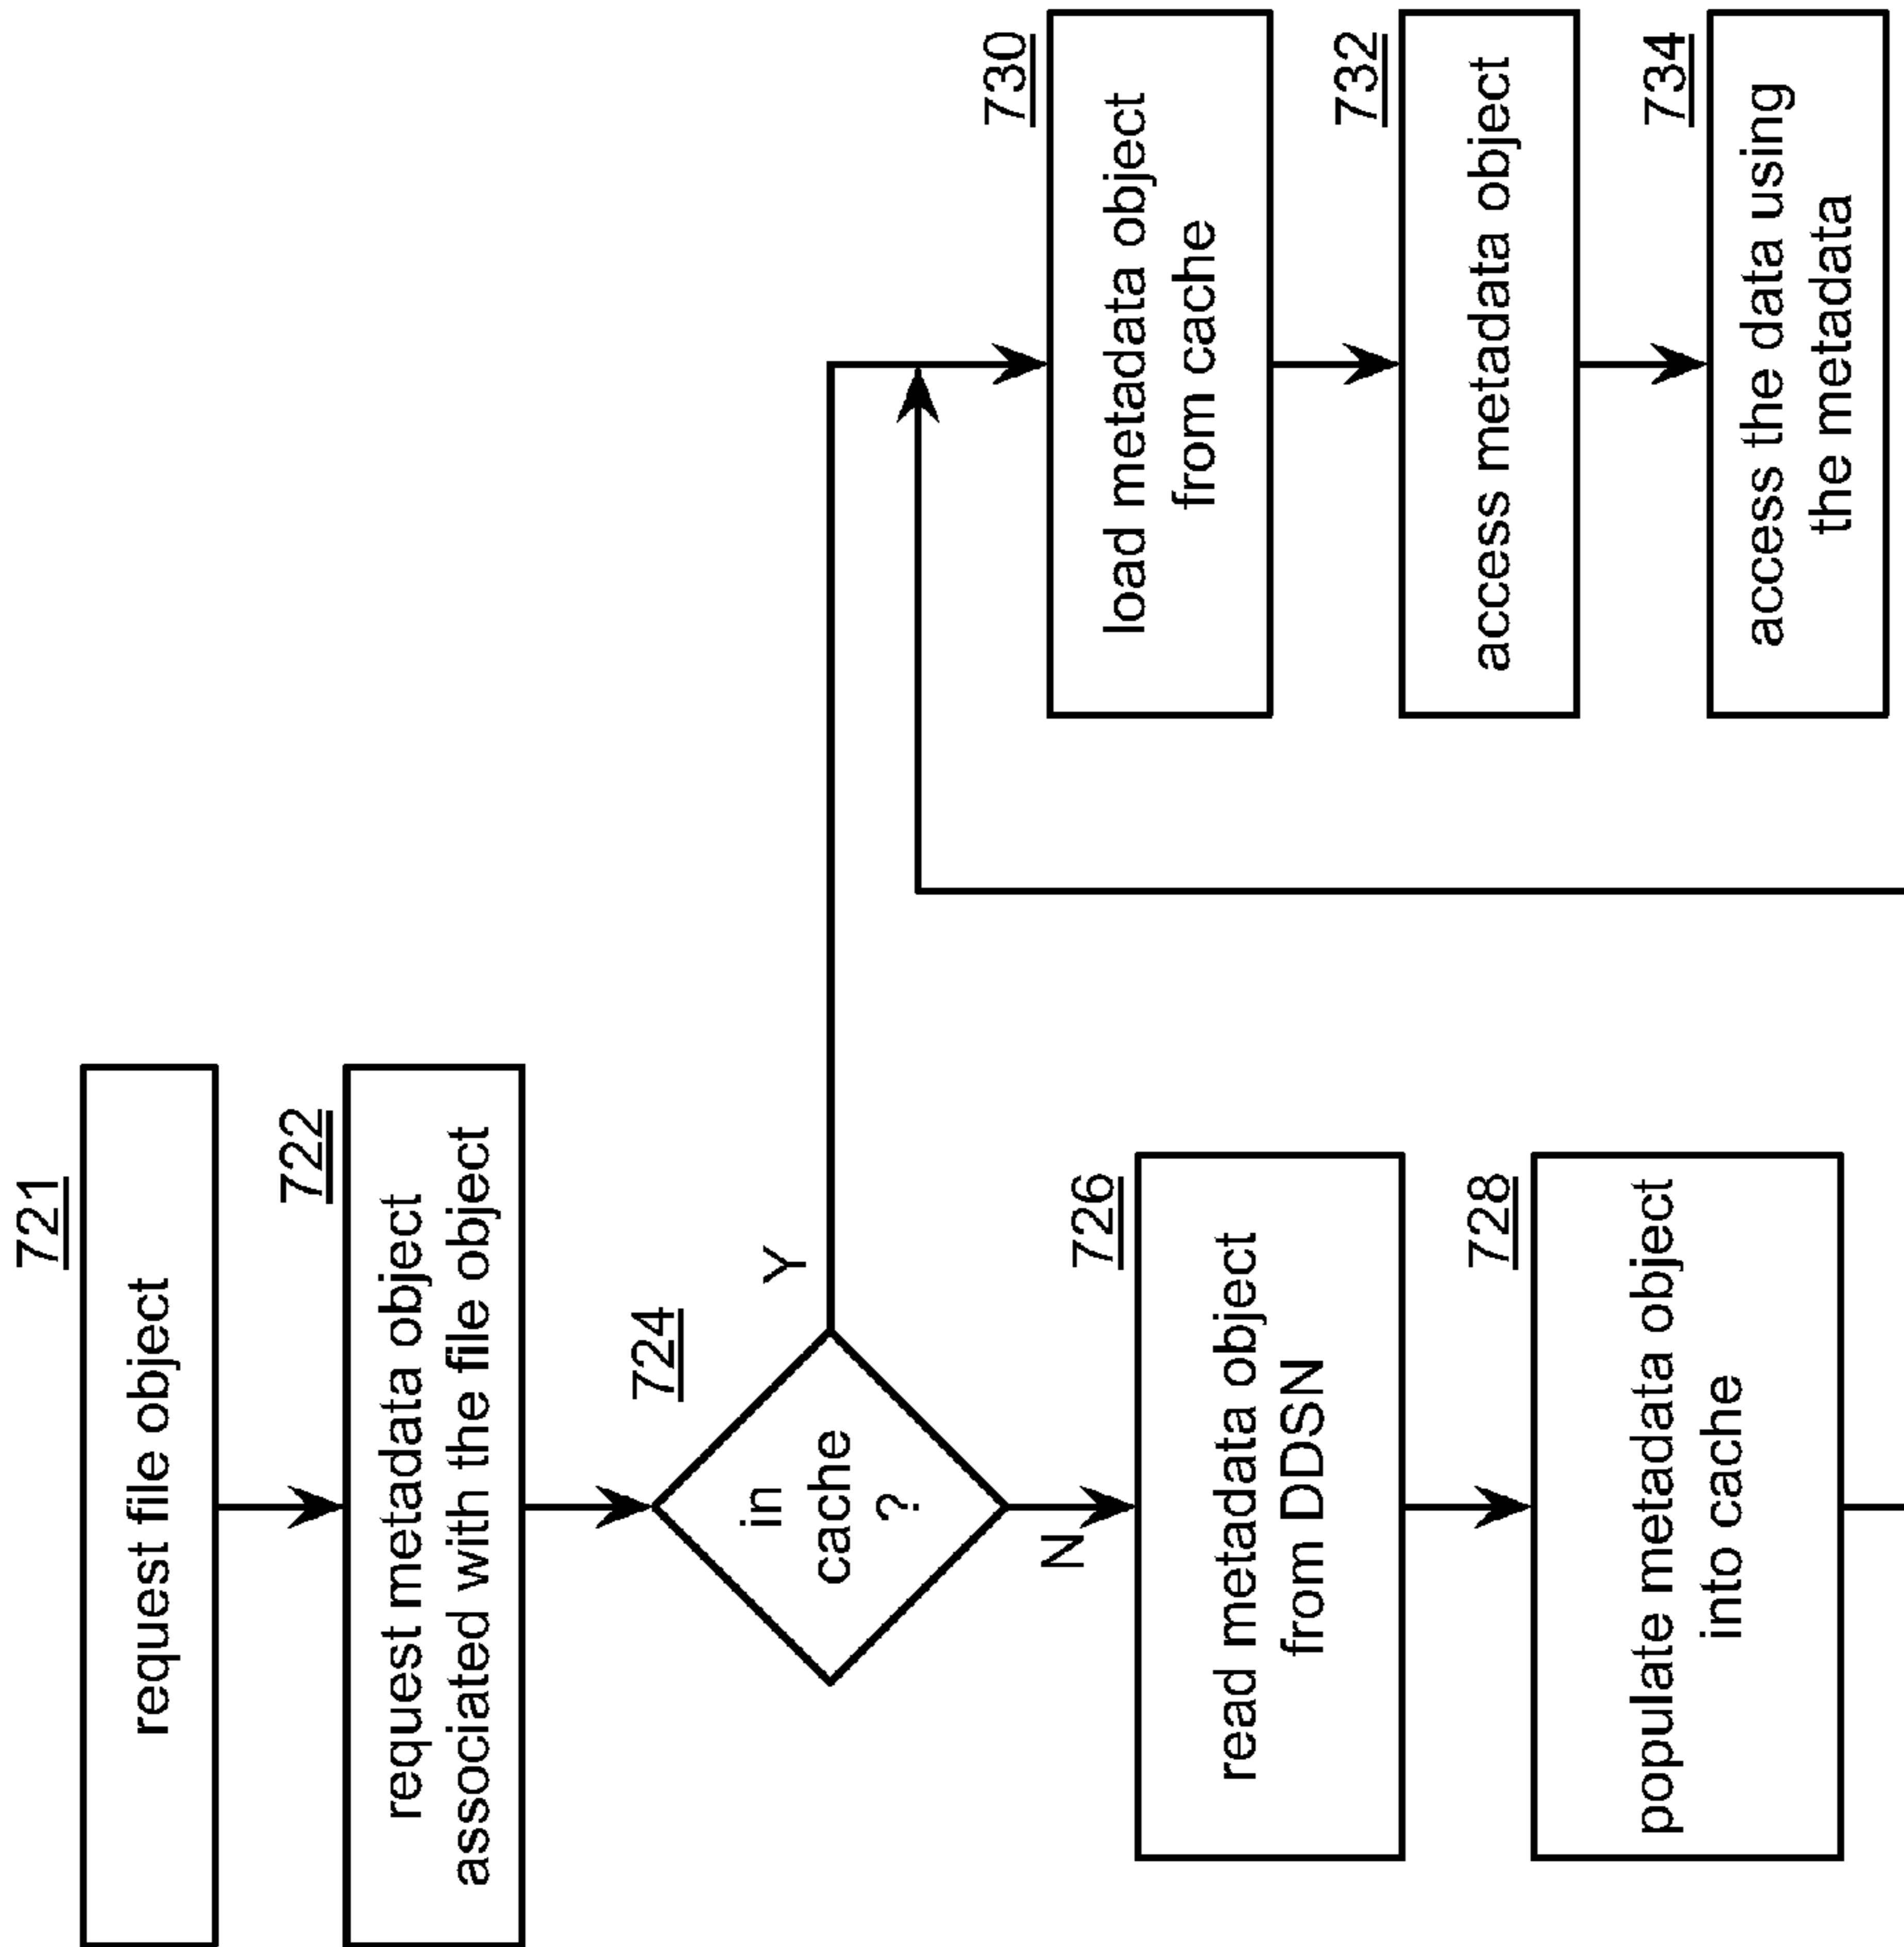 721
request file object
722
request metadata object
associated with the file object
724
in
cache
?
Y
N
726
read metadata object
from DDSN
728
populate metadata object
into cache
730
load metadata object
from cache
732
access metadata object
734
access the data using
the metadata